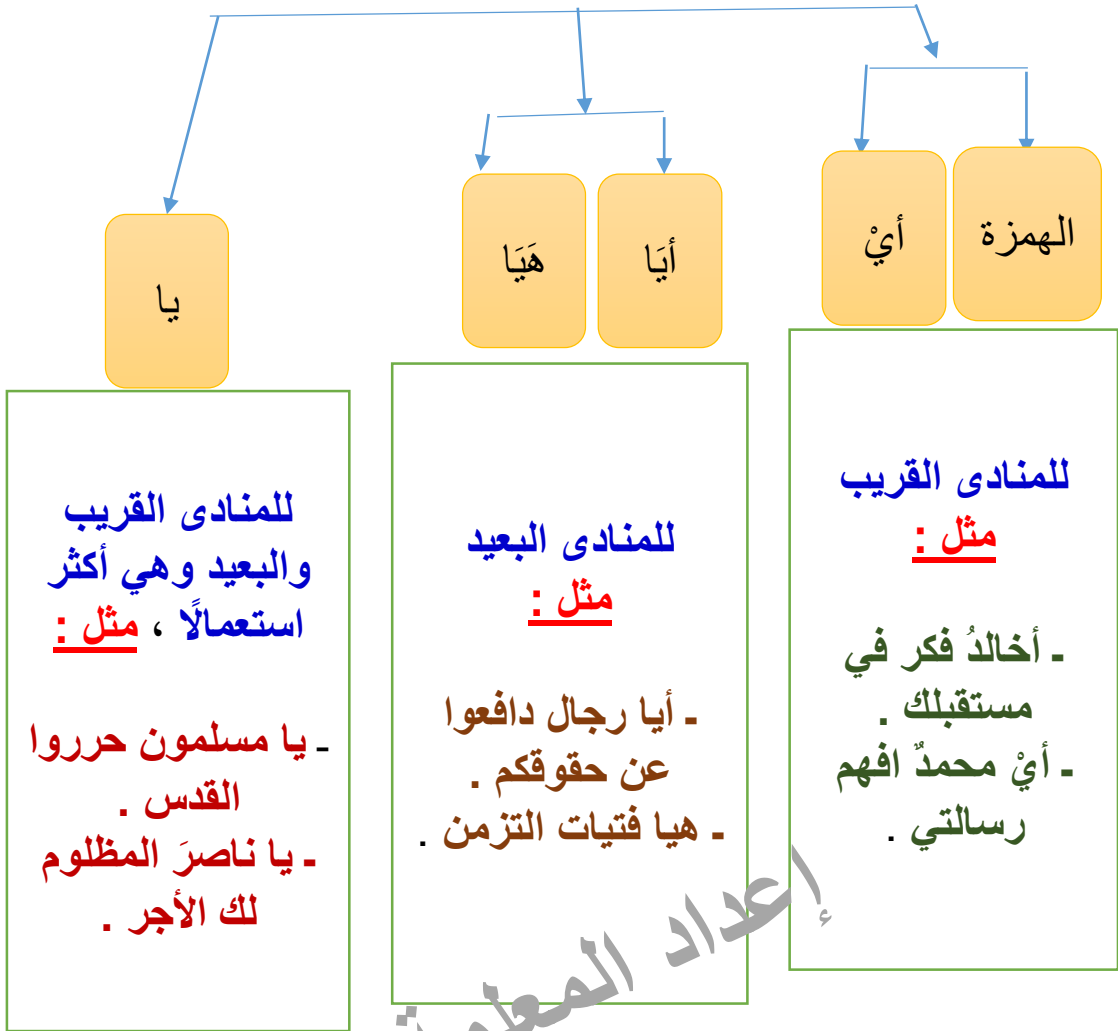 الهمزة
أيْ
أيَا
هَيَا
يا
للمنادى القريب
مثل :
ـ أخالدُ فكر في
مستقبلك .
ـ أيْ محمدٌ افهم
رسالتي .
للمنادى البعيد
مثل :
ـ أيا رجال دافعوا
عن حقوقكم .
ـ هيا فتيات التزمن .
للمنادى القريب
والبعيد وهي أكثر
استعمالًا ، مثل :
ـ يا مسلمون حرروا
القدس .
ـ يا ناصرَ المظلوم
لك الأجر .
إعداد